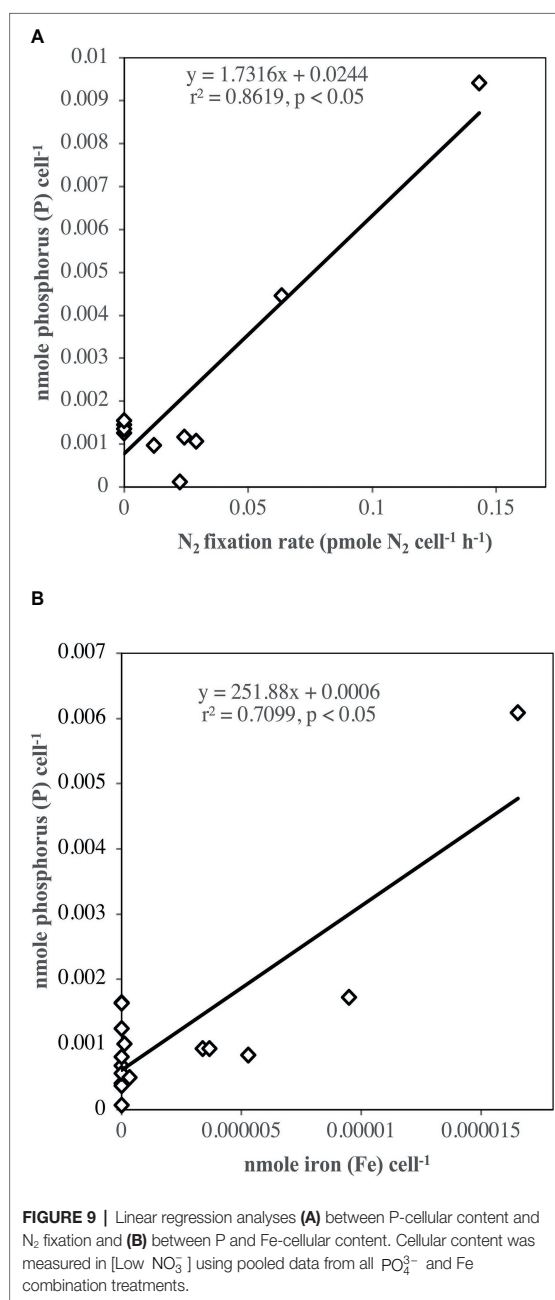 A
y = 1.7316x + 0.0244
r² = 0.8619, p < 0.05
0.01
0.009
0.008
0.007
0.006
0.005
0.004
0.003
0.002
0.001
0
nmole phosphorus (P) cell⁻¹
0 0.05 0.1 0.15
N₂ fixation rate (pmole N₂ cell⁻¹ h⁻¹)
B
y = 251.88x + 0.0006
r² = 0.7099, p < 0.05
0.007
0.006
0.005
0.004
0.003
0.002
0.001
0
nmole phosphorus (P) cell⁻¹
0 0.000005 0.00001 0.000015
nmole iron (Fe) cell⁻¹
FIGURE 9 | Linear regression analyses (A) between P-cellular content and
N₂ fixation and (B) between P and Fe-cellular content. Cellular content was
measured in [Low NO₃⁻] using pooled data from all PO₄³⁻ and Fe
combination treatments.